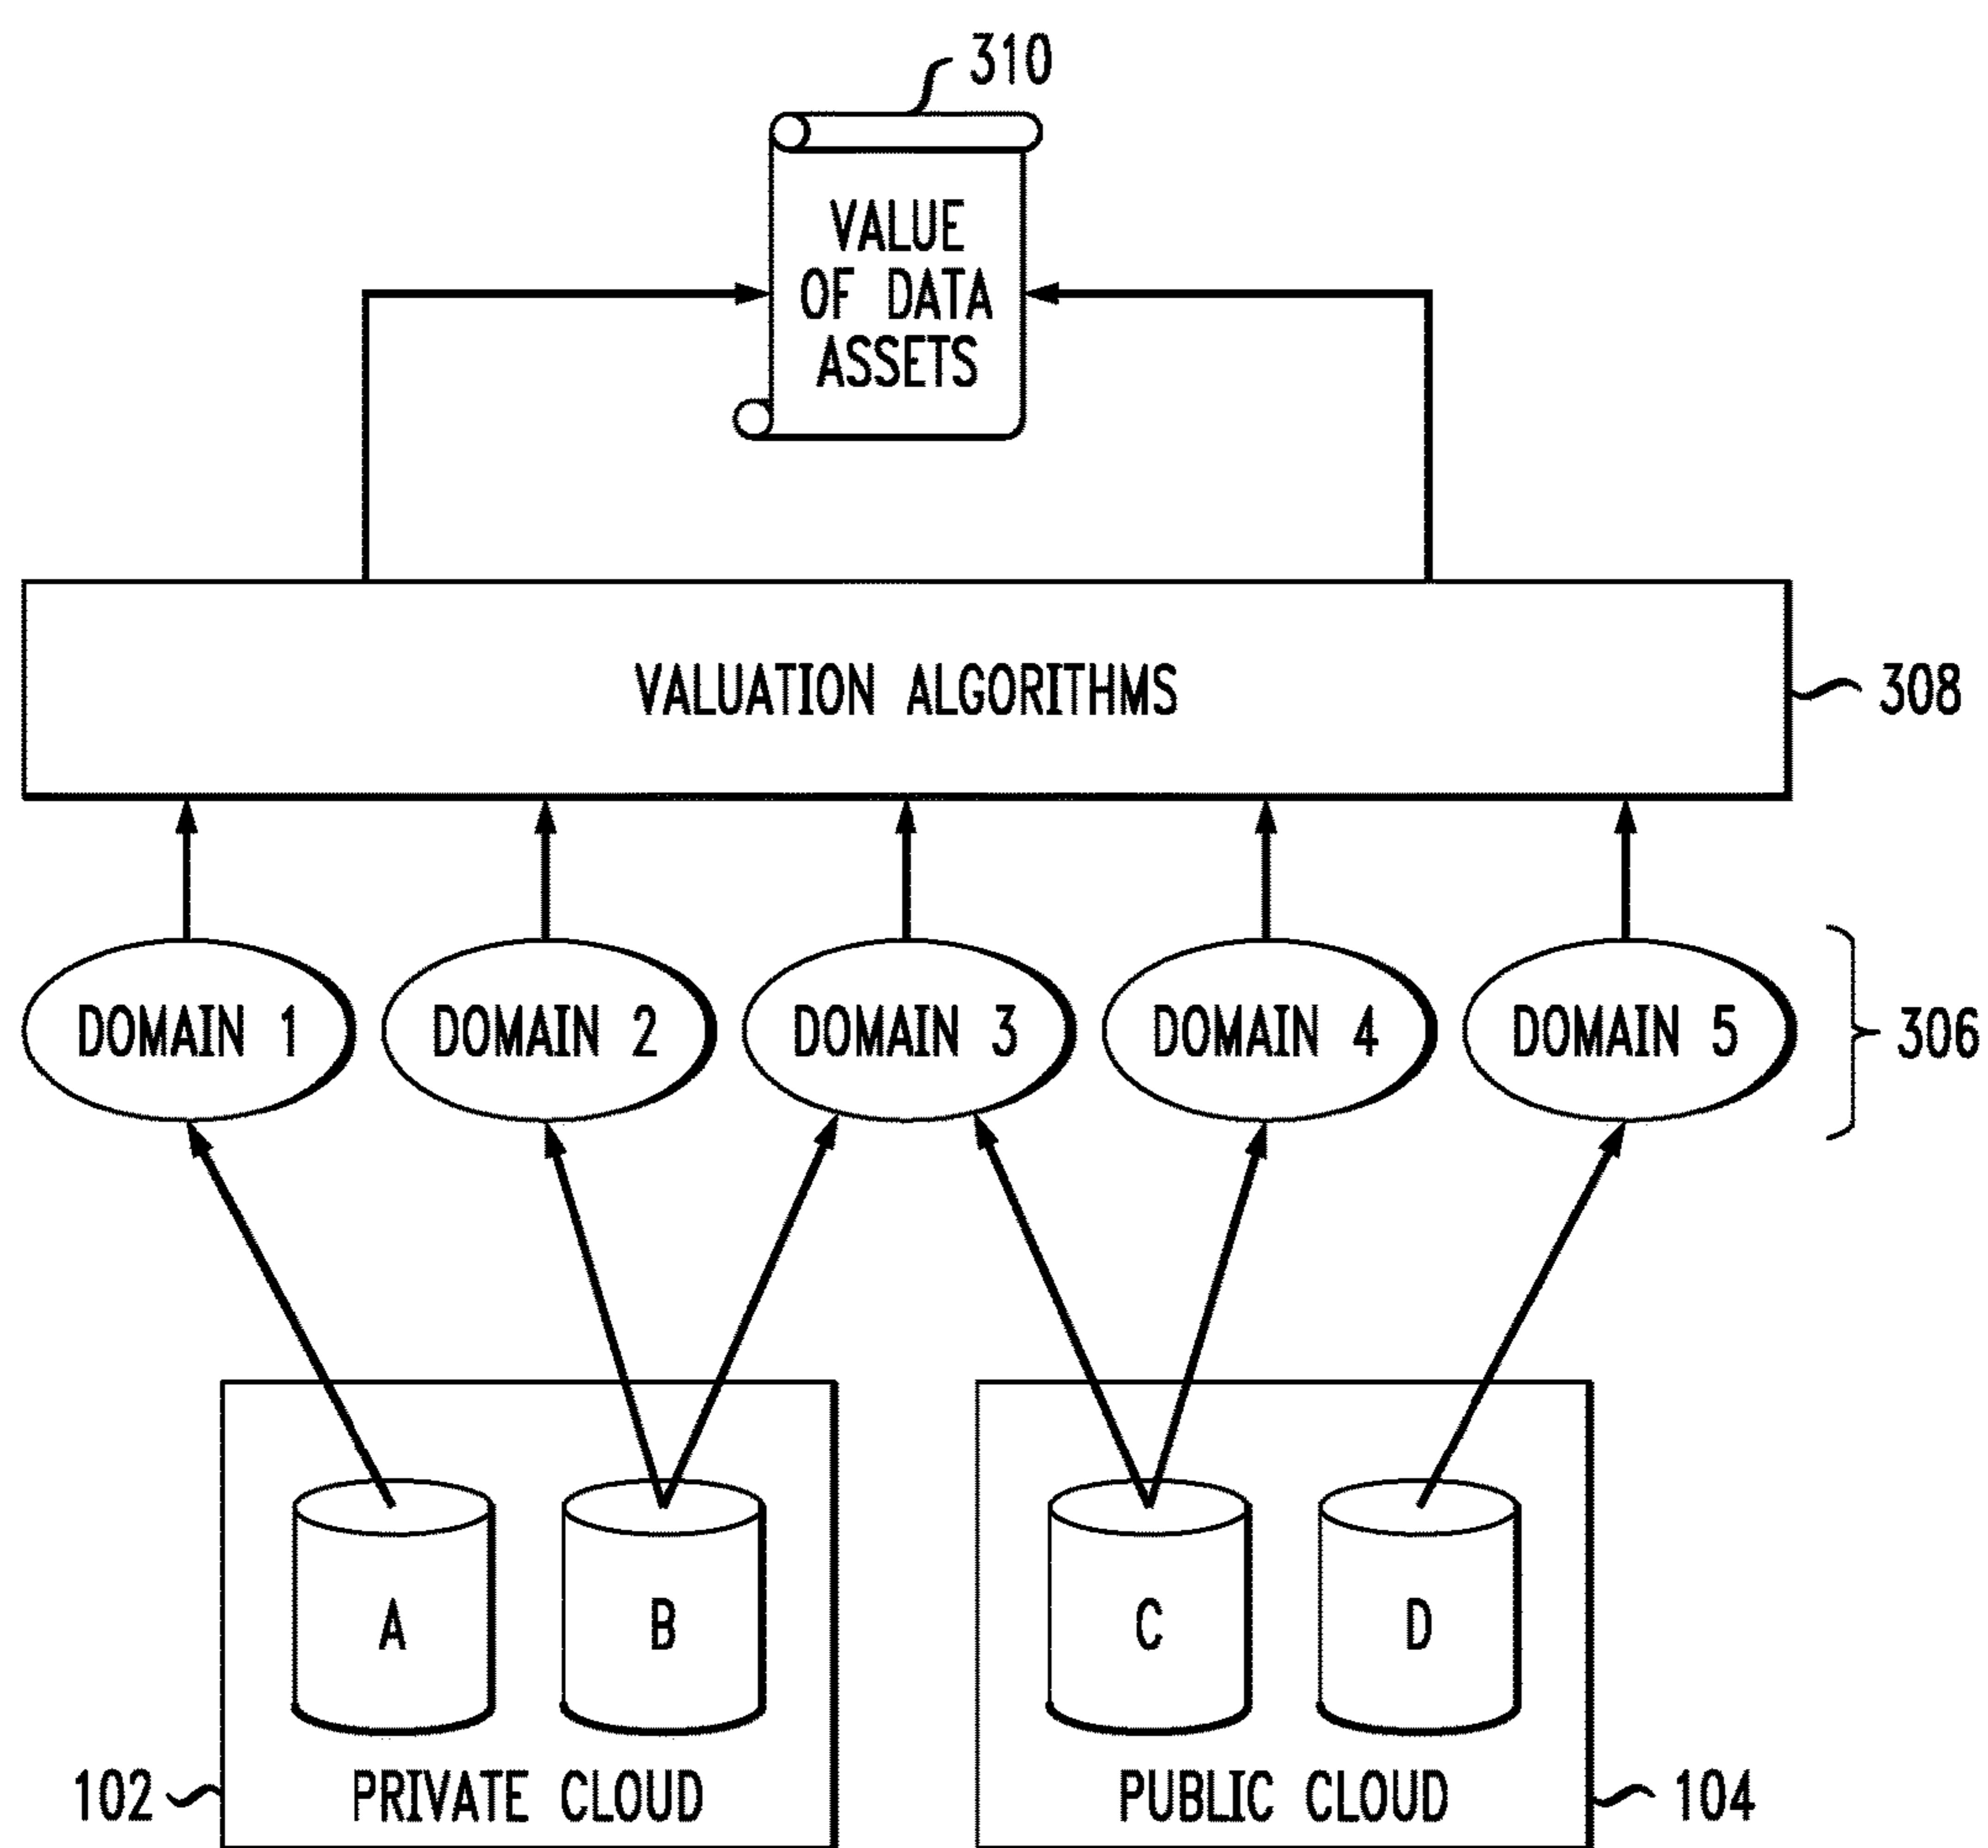 310
VALUE
OF DATA
ASSETS
VALUATION ALGORITHMS
308
DOMAIN 1
DOMAIN 2
DOMAIN 3
DOMAIN 4
DOMAIN 5
306
A
B
C
D
102
PRIVATE CLOUD
PUBLIC CLOUD
104